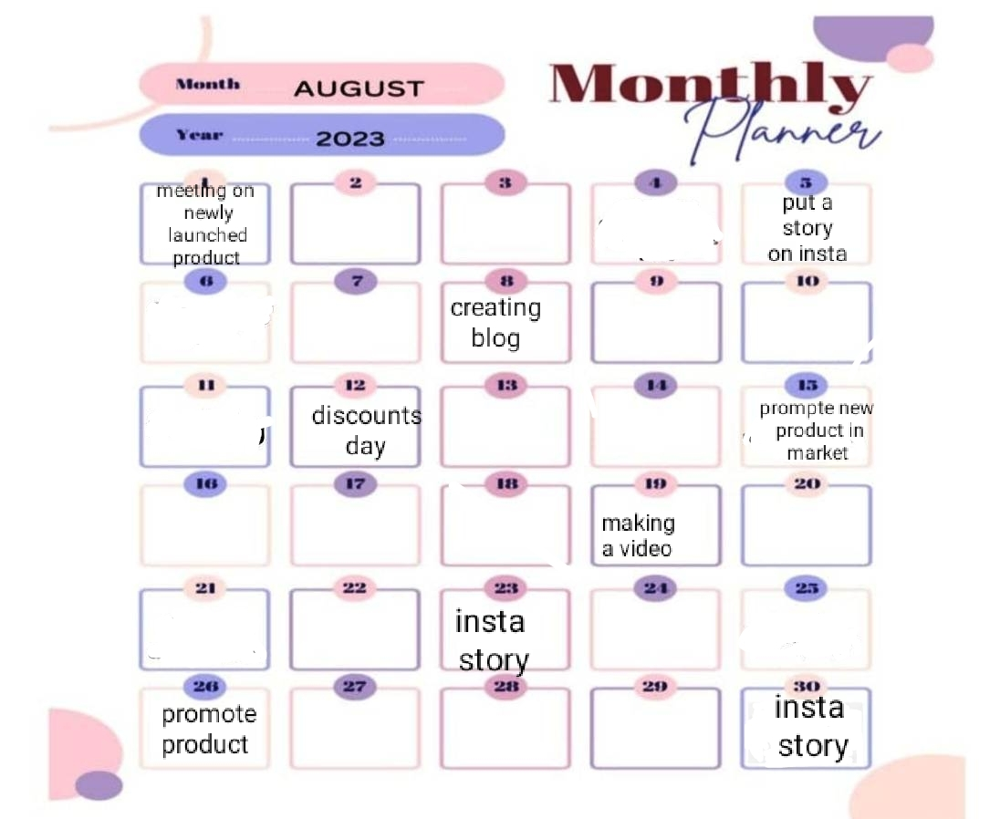 Monthly
Planner
Month AUGUST
Year 2023
1
meeting on
newly
launched
product
2
3
4
5
put a
story
on insta
6
7
8
creating
blog
9
10
11
12
discounts
day
13
14
15
prompte new
product in
market
16
17
18
19
making
a video
20
21
22
23
insta
story
24
25
26
promote
product
27
28
29
30
insta
story